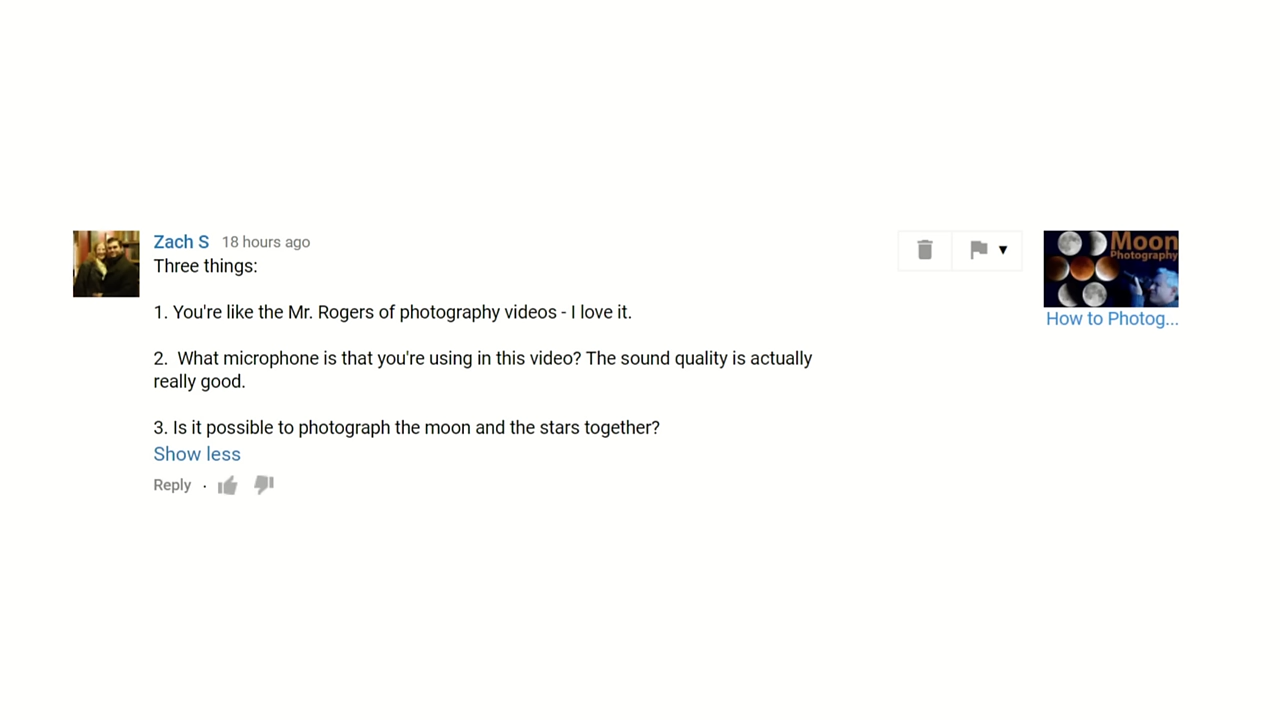 Zach S 18 hours ago
Three things:
1. You're like the Mr. Rogers of photography videos - I love it.
2.  What microphone is that you're using in this video? The sound quality is actually
really good.
3. Is it possible to photograph the moon and the stars together?
Show less
Reply ·
Moon
Photography
How to Photog...